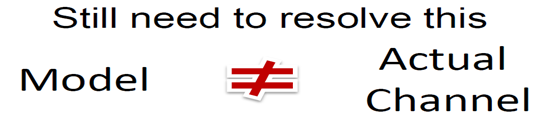 Still need to resolve this
Model ≠ Actual
Channel